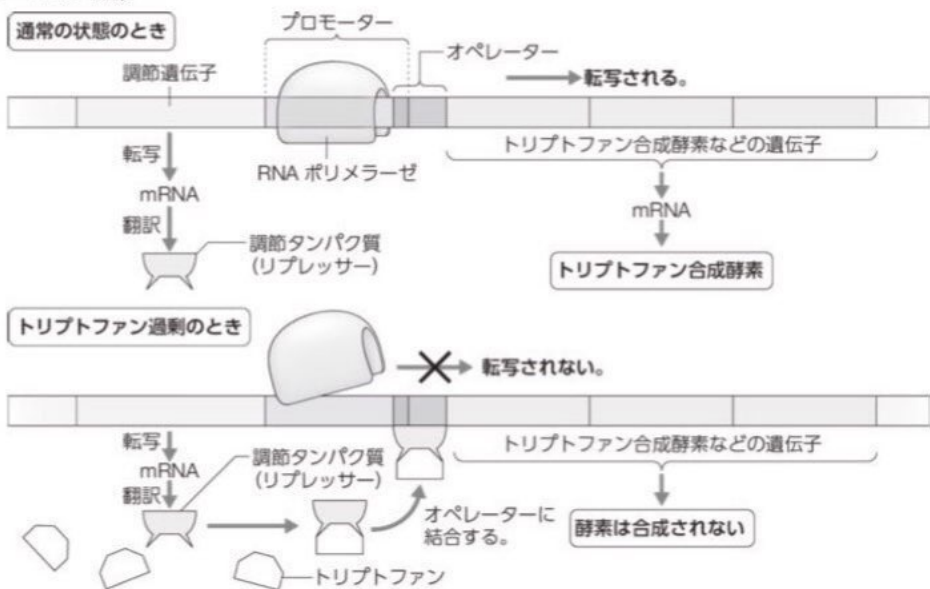 通常の状態のとき
プロモーター
オペレーター
調節遺伝子
転写される。
転写
RNA ポリメラーゼ
トリプトファン合成酵素などの遺伝子
mRNA
mRNA
翻訳
調節タンパク質
(リプレッサー)
トリプトファン合成酵素
トリプトファン過剰のとき
転写されない。
転写
mRNA
翻訳
調節タンパク質
(リプレッサー)
トリプトファン合成酵素などの遺伝子
オペレーターに
結合する。
酵素は合成されない
トリプトファン